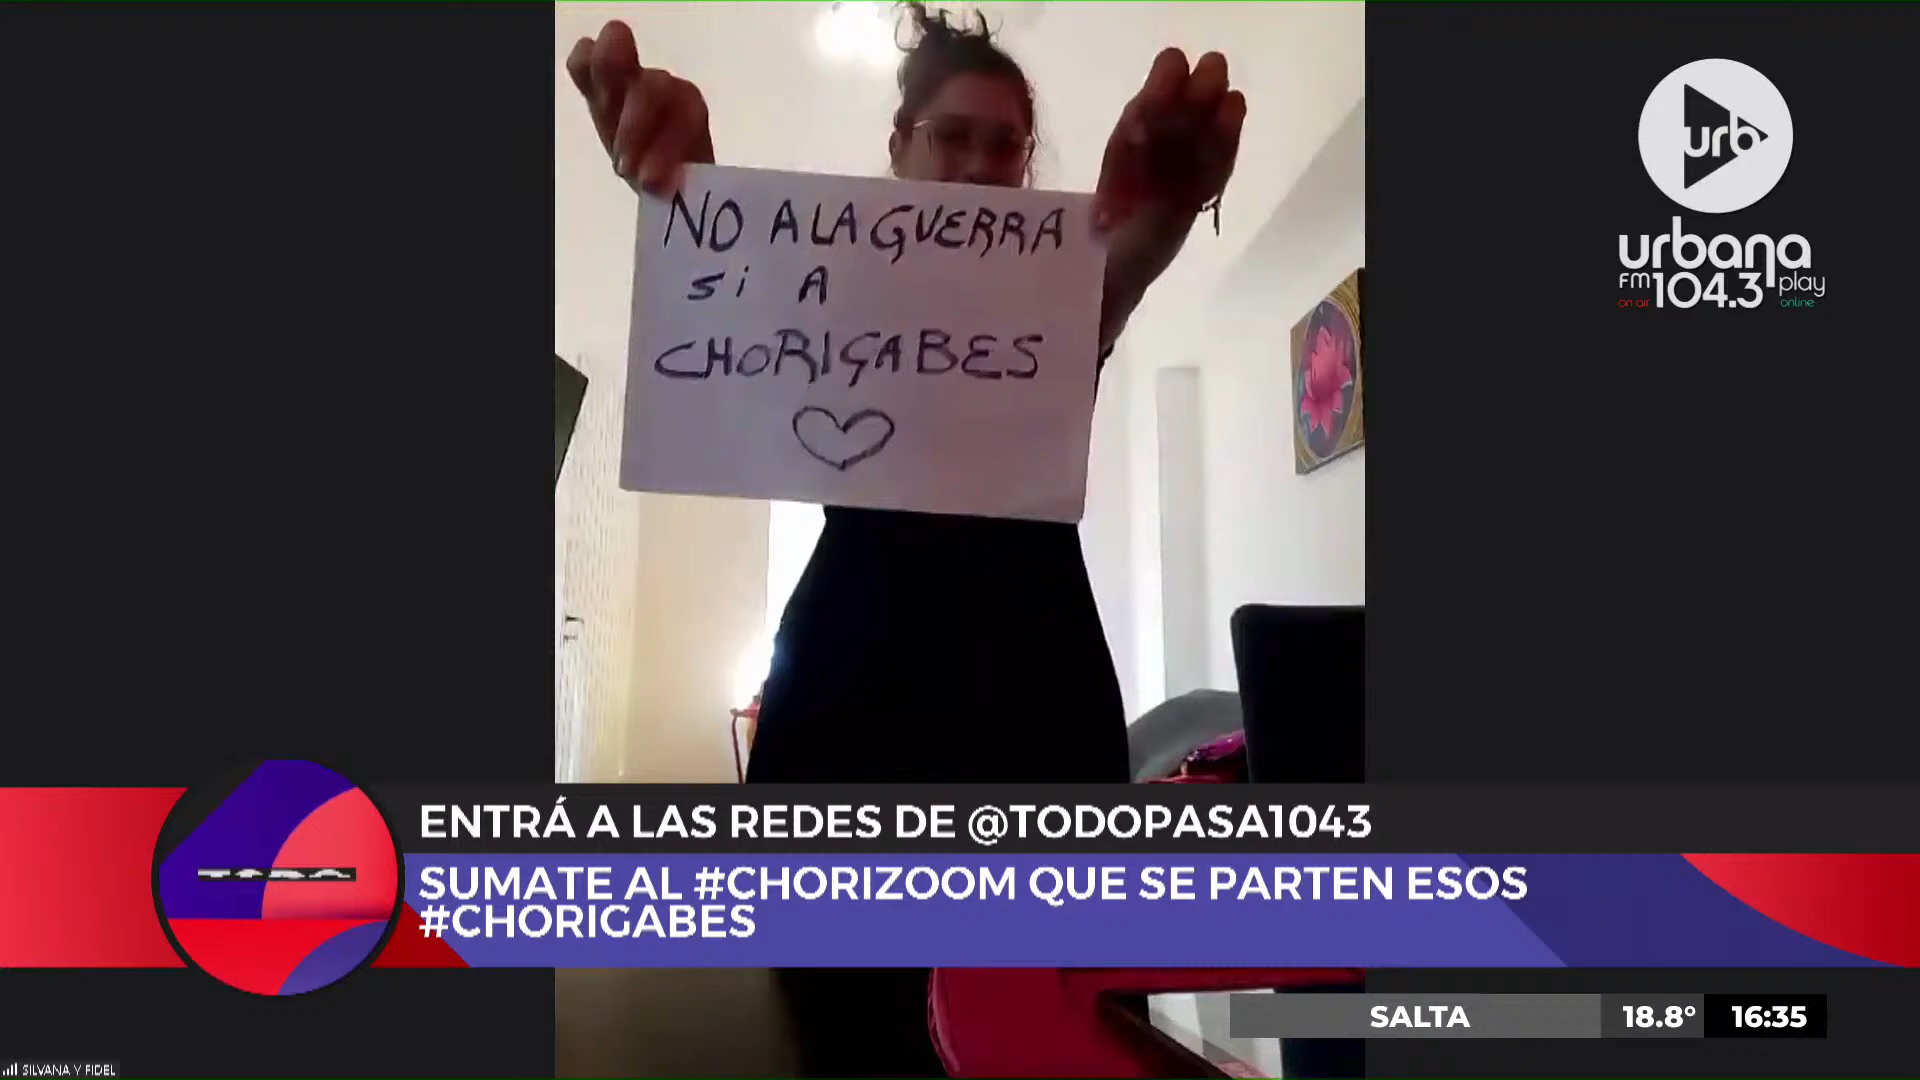 NO A LA GUERRA
Si A
CHORIGABES
urb
urbana
FM 104.3 play
on air online
ENTRÁ A LAS REDES DE @TODOPASA1043
SUMATE AL #CHORIZOOM QUE SE PARTEN ESOS
#CHORIGABES
SALTA 18.8° 16:35
SILVANA Y FIDEL